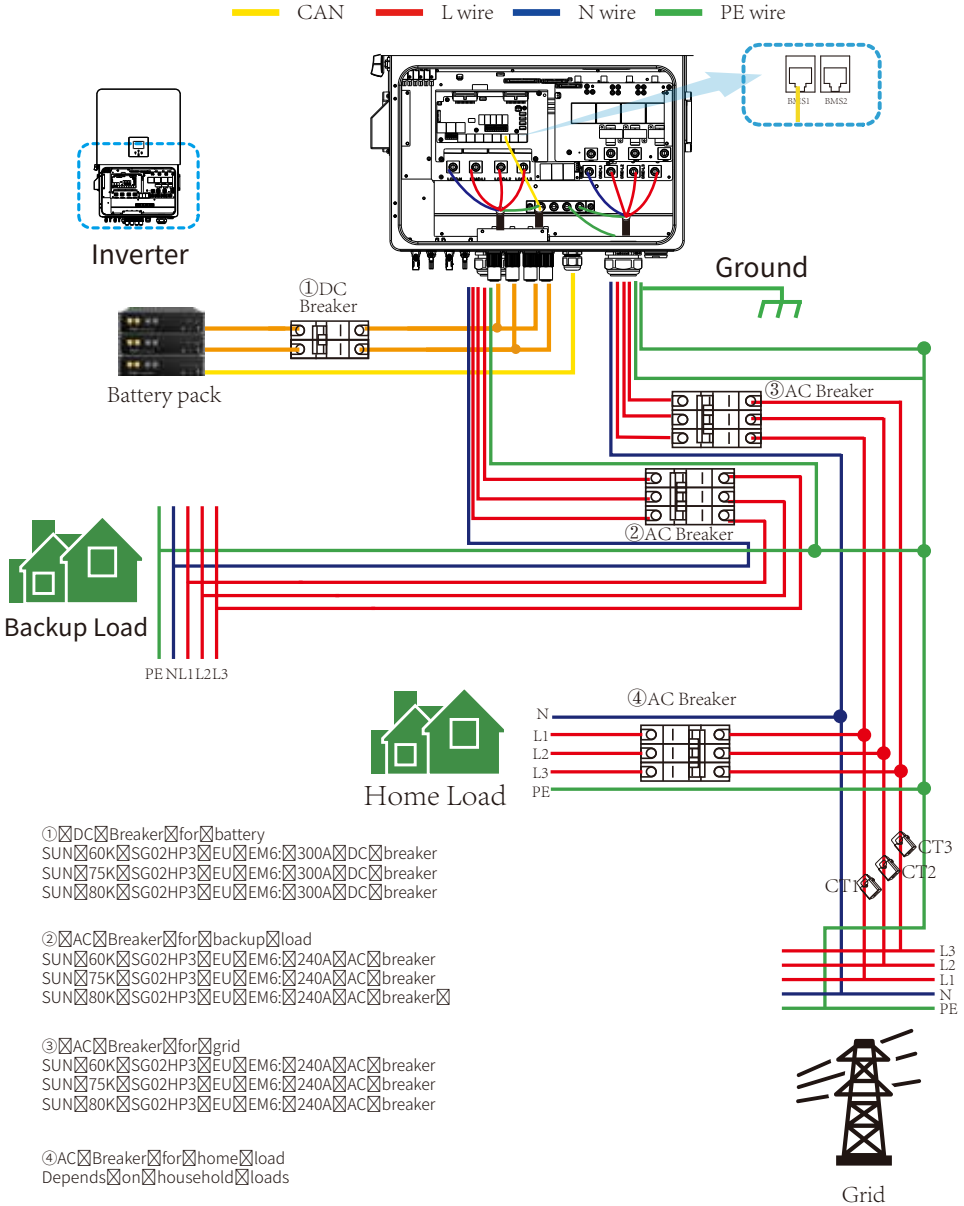 CAN
L wire
N wire
PE wire
BMS1
BMS2
Inverter
Ground
①DC
Breaker
Battery pack
③AC Breaker
②AC Breaker
Backup Load
PE N L1 L2 L3
④AC Breaker
N
L1
L2
L3
PE
Home Load
①☒DC☒Breaker☒for☒battery
SUN☒60K☒SG02HP3☒EU☒EM6:☒300A☒DC☒breaker
SUN☒75K☒SG02HP3☒EU☒EM6:☒300A☒DC☒breaker
SUN☒80K☒SG02HP3☒EU☒EM6:☒300A☒DC☒breaker
CT3
CT2
CT1
②☒AC☒Breaker☒for☒backup☒load
SUN☒60K☒SG02HP3☒EU☒EM6:☒240A☒AC☒breaker
SUN☒75K☒SG02HP3☒EU☒EM6:☒240A☒AC☒breaker
SUN☒80K☒SG02HP3☒EU☒EM6:☒240A☒AC☒breaker☒
L3
L2
L1
N
PE
③☒AC☒Breaker☒for☒grid
SUN☒60K☒SG02HP3☒EU☒EM6:☒240A☒AC☒breaker
SUN☒75K☒SG02HP3☒EU☒EM6:☒240A☒AC☒breaker
SUN☒80K☒SG02HP3☒EU☒EM6:☒240A☒AC☒breaker
④AC☒Breaker☒for☒home☒load
Depends☒on☒household☒loads
Grid